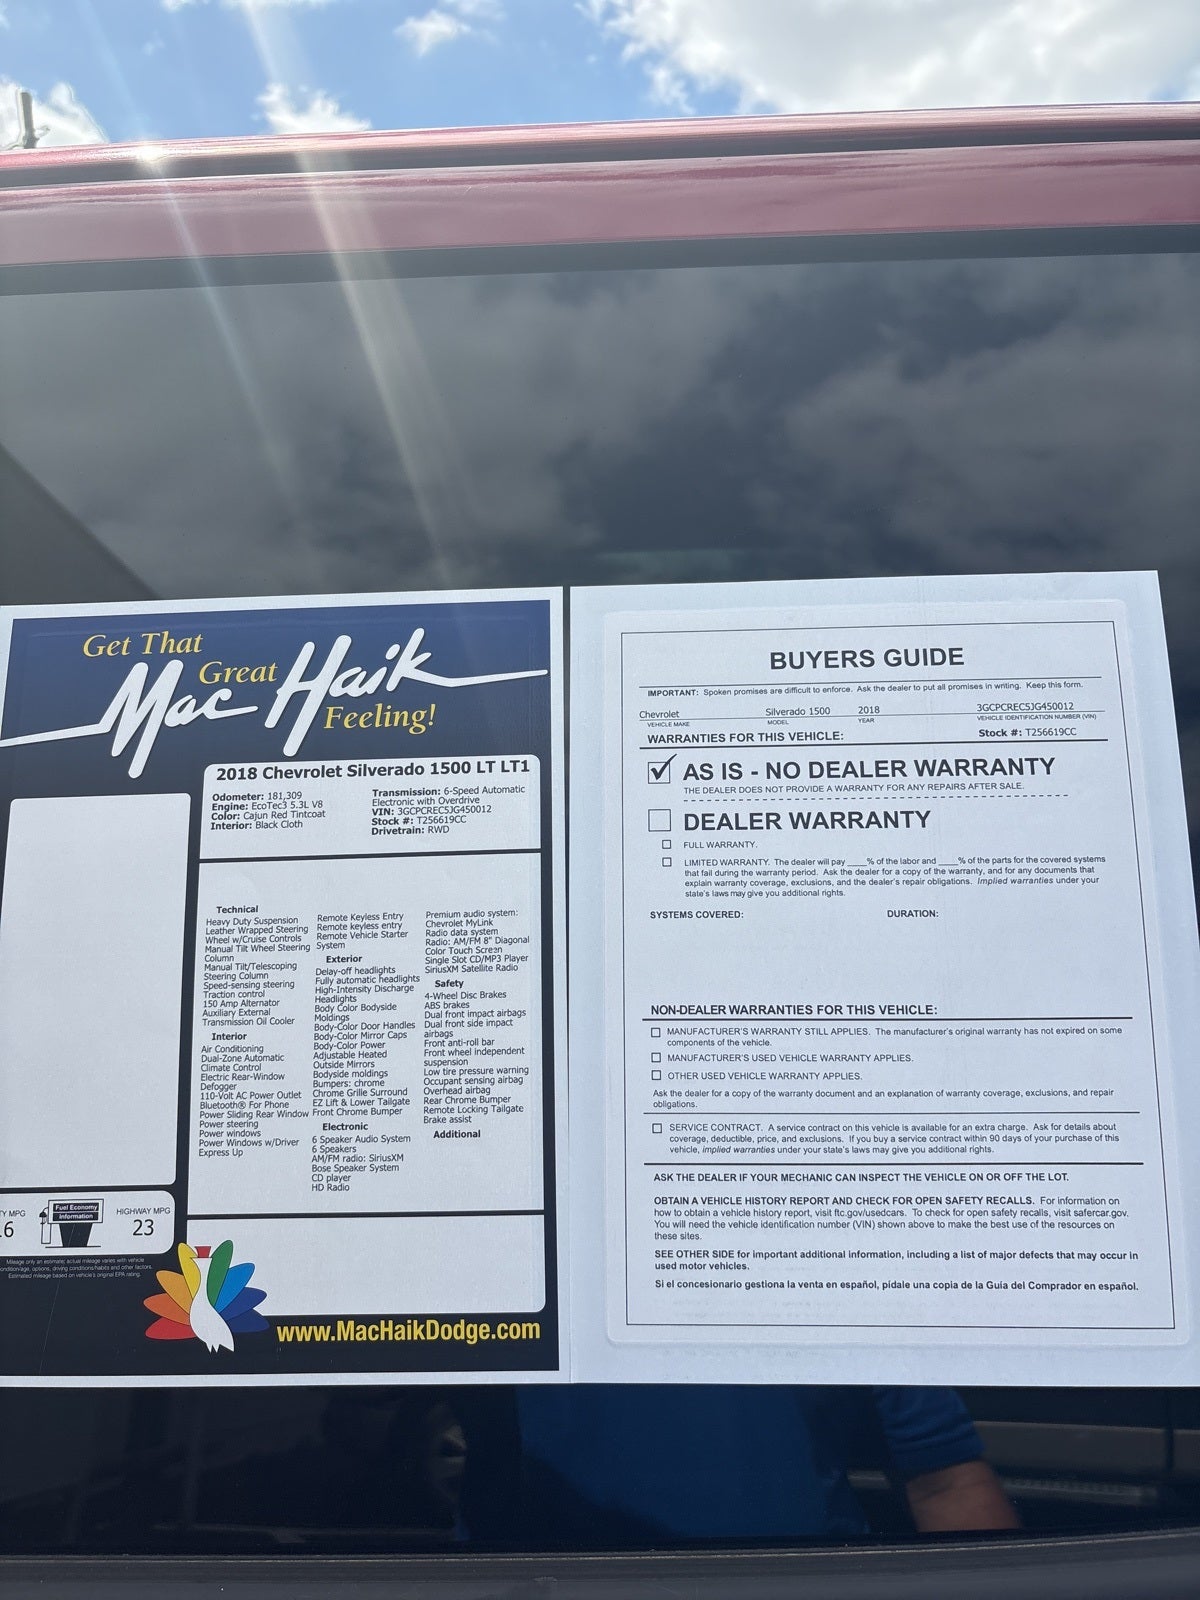 Get That
Great
Mac Haik
Feeling!
2018 Chevrolet Silverado 1500 LT LT1
Odometer: 181,309
Engine: EcoTec3 5.3L V8
Color: Cajun Red Tintcoat
Interior: Black Cloth
Transmission: 6-Speed Automatic
Electronic with Overdrive
VIN: 3GCPCREC5JG450012
Stock #: T256619CC
Drivetrain: RWD
Technical
Heavy Duty Suspension
Leather Wrapped Steering
Wheel w/Cruise Controls
Manual Tilt Wheel Steering
Column
Manual Tilt/Telescoping
Steering Column
Speed-sensing steering
Traction control
150 Amp Alternator
Auxiliary External
Transmission Oil Cooler
Interior
Air Conditioning
Dual-Zone Automatic
Climate Control
Electric Rear-Window
Defogger
110-Volt AC Power Outlet
Bluetooth® For Phone
Power Sliding Rear Window
Power steering
Power windows
Power Windows w/Driver
Express Up
Remote Keyless Entry
Remote keyless entry
Remote Vehicle Starter
System
Exterior
Delay-off headlights
Fully automatic headlights
High-Intensity Discharge
Headlights
Body Color Bodyside
Moldings
Body-Color Door Handles
Body-Color Mirror Caps
Body-Color Power
Adjustable Heated
Outside Mirrors
Bodyside moldings
Bumpers: chrome
Chrome Grille Surround
EZ Lift & Lower Tailgate
Front Chrome Bumper
Electronic
6 Speaker Audio System
6 Speakers
AM/FM radio: SiriusXM
Bose Speaker System
CD player
HD Radio
Premium audio system:
Chevrolet MyLink
Radio data system
Radio: AM/FM 8" Diagonal
Color Touch Screen
Single Slot CD/MP3 Player
SiriusXM Satellite Radio
Safety
4-Wheel Disc Brakes
ABS brakes
Dual front impact airbags
Dual front side impact
airbags
Front anti-roll bar
Front wheel independent
suspension
Low tire pressure warning
Occupant sensing airbag
Overhead airbag
Rear Chrome Bumper
Remote Locking Tailgate
Brake assist
Additional
MPG
6
Fuel Economy
Information
HIGHWAY MPG
23
Mileage only an estimate; actual mileage varies with vehicle
condition/age, options, driving conditions/habits and other factors.
Estimated mileage based on vehicle's original EPA rating.
www.MacHaikDodge.com
BUYERS GUIDE
IMPORTANT: Spoken promises are difficult to enforce. Ask the dealer to put all promises in writing. Keep this form.
Chevrolet Silverado 1500 2018 3GCPCREC5JG450012
VEHICLE MAKE MODEL YEAR VEHICLE IDENTIFICATION NUMBER (VIN)
WARRANTIES FOR THIS VEHICLE: Stock #: T256619CC
AS IS - NO DEALER WARRANTY
THE DEALER DOES NOT PROVIDE A WARRANTY FOR ANY REPAIRS AFTER SALE.
DEALER WARRANTY
FULL WARRANTY.
LIMITED WARRANTY. The dealer will pay ____% of the labor and ____% of the parts for the covered systems
that fail during the warranty period. Ask the dealer for a copy of the warranty, and for any documents that
explain warranty coverage, exclusions, and the dealer's repair obligations. Implied warranties under your
state's laws may give you additional rights.
SYSTEMS COVERED: DURATION:
NON-DEALER WARRANTIES FOR THIS VEHICLE:
MANUFACTURER'S WARRANTY STILL APPLIES. The manufacturer's original warranty has not expired on some
components of the vehicle.
MANUFACTURER'S USED VEHICLE WARRANTY APPLIES.
OTHER USED VEHICLE WARRANTY APPLIES.
Ask the dealer for a copy of the warranty document and an explanation of warranty coverage, exclusions, and repair
obligations.
SERVICE CONTRACT. A service contract on this vehicle is available for an extra charge. Ask for details about
coverage, deductible, price, and exclusions. If you buy a service contract within 90 days of your purchase of this
vehicle, implied warranties under your state's laws may give you additional rights.
ASK THE DEALER IF YOUR MECHANIC CAN INSPECT THE VEHICLE ON OR OFF THE LOT.
OBTAIN A VEHICLE HISTORY REPORT AND CHECK FOR OPEN SAFETY RECALLS. For information on
how to obtain a vehicle history report, visit ftc.gov/usedcars. To check for open safety recalls, visit safercar.gov.
You will need the vehicle identification number (VIN) shown above to make the best use of the resources on
these sites.
SEE OTHER SIDE for important additional information, including a list of major defects that may occur in
used motor vehicles.
Si el concesionario gestiona la venta en español, pídale una copia de la Guía del Comprador en español.